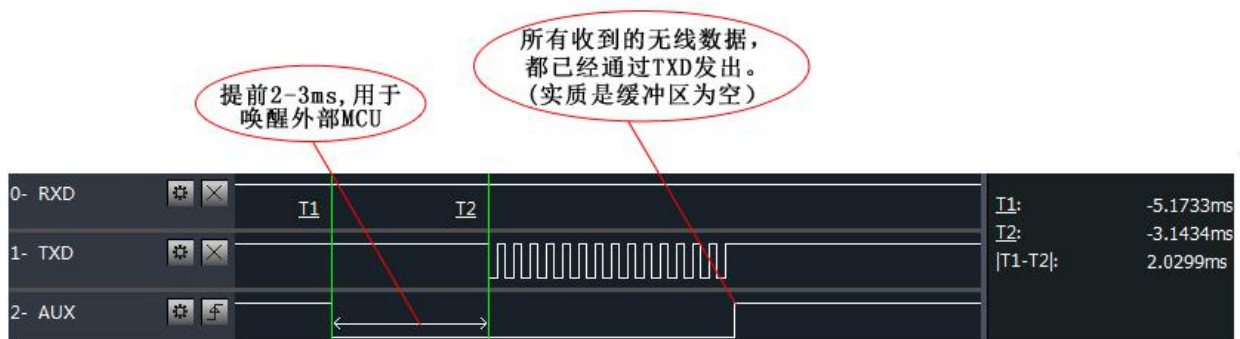 所有收到的无线数据，
都已经通过TXD发出。
(实质是缓冲区为空)
提前2-3ms,用于
唤醒外部MCU
0- RXD
T1
T2
1- TXD
2- AUX
T1: -5.1733ms
T2: -3.1434ms
|T1-T2|: 2.0299ms